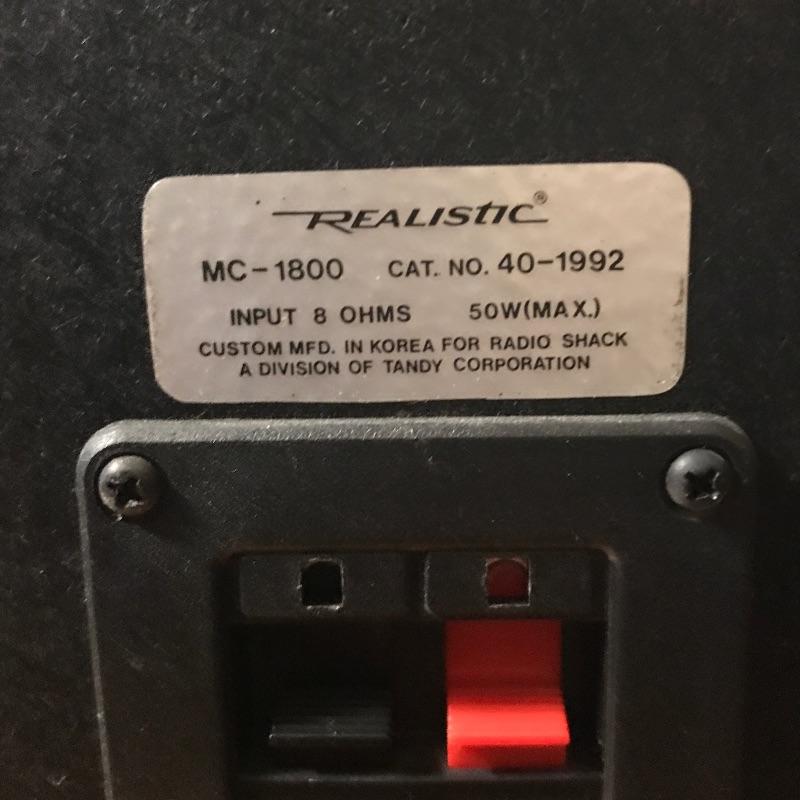 REALISTIC®
MC-1800 CAT. NO. 40-1992
INPUT 8 OHMS 50W(MAX.)
CUSTOM MFD. IN KOREA FOR RADIO SHACK
A DIVISION OF TANDY CORPORATION